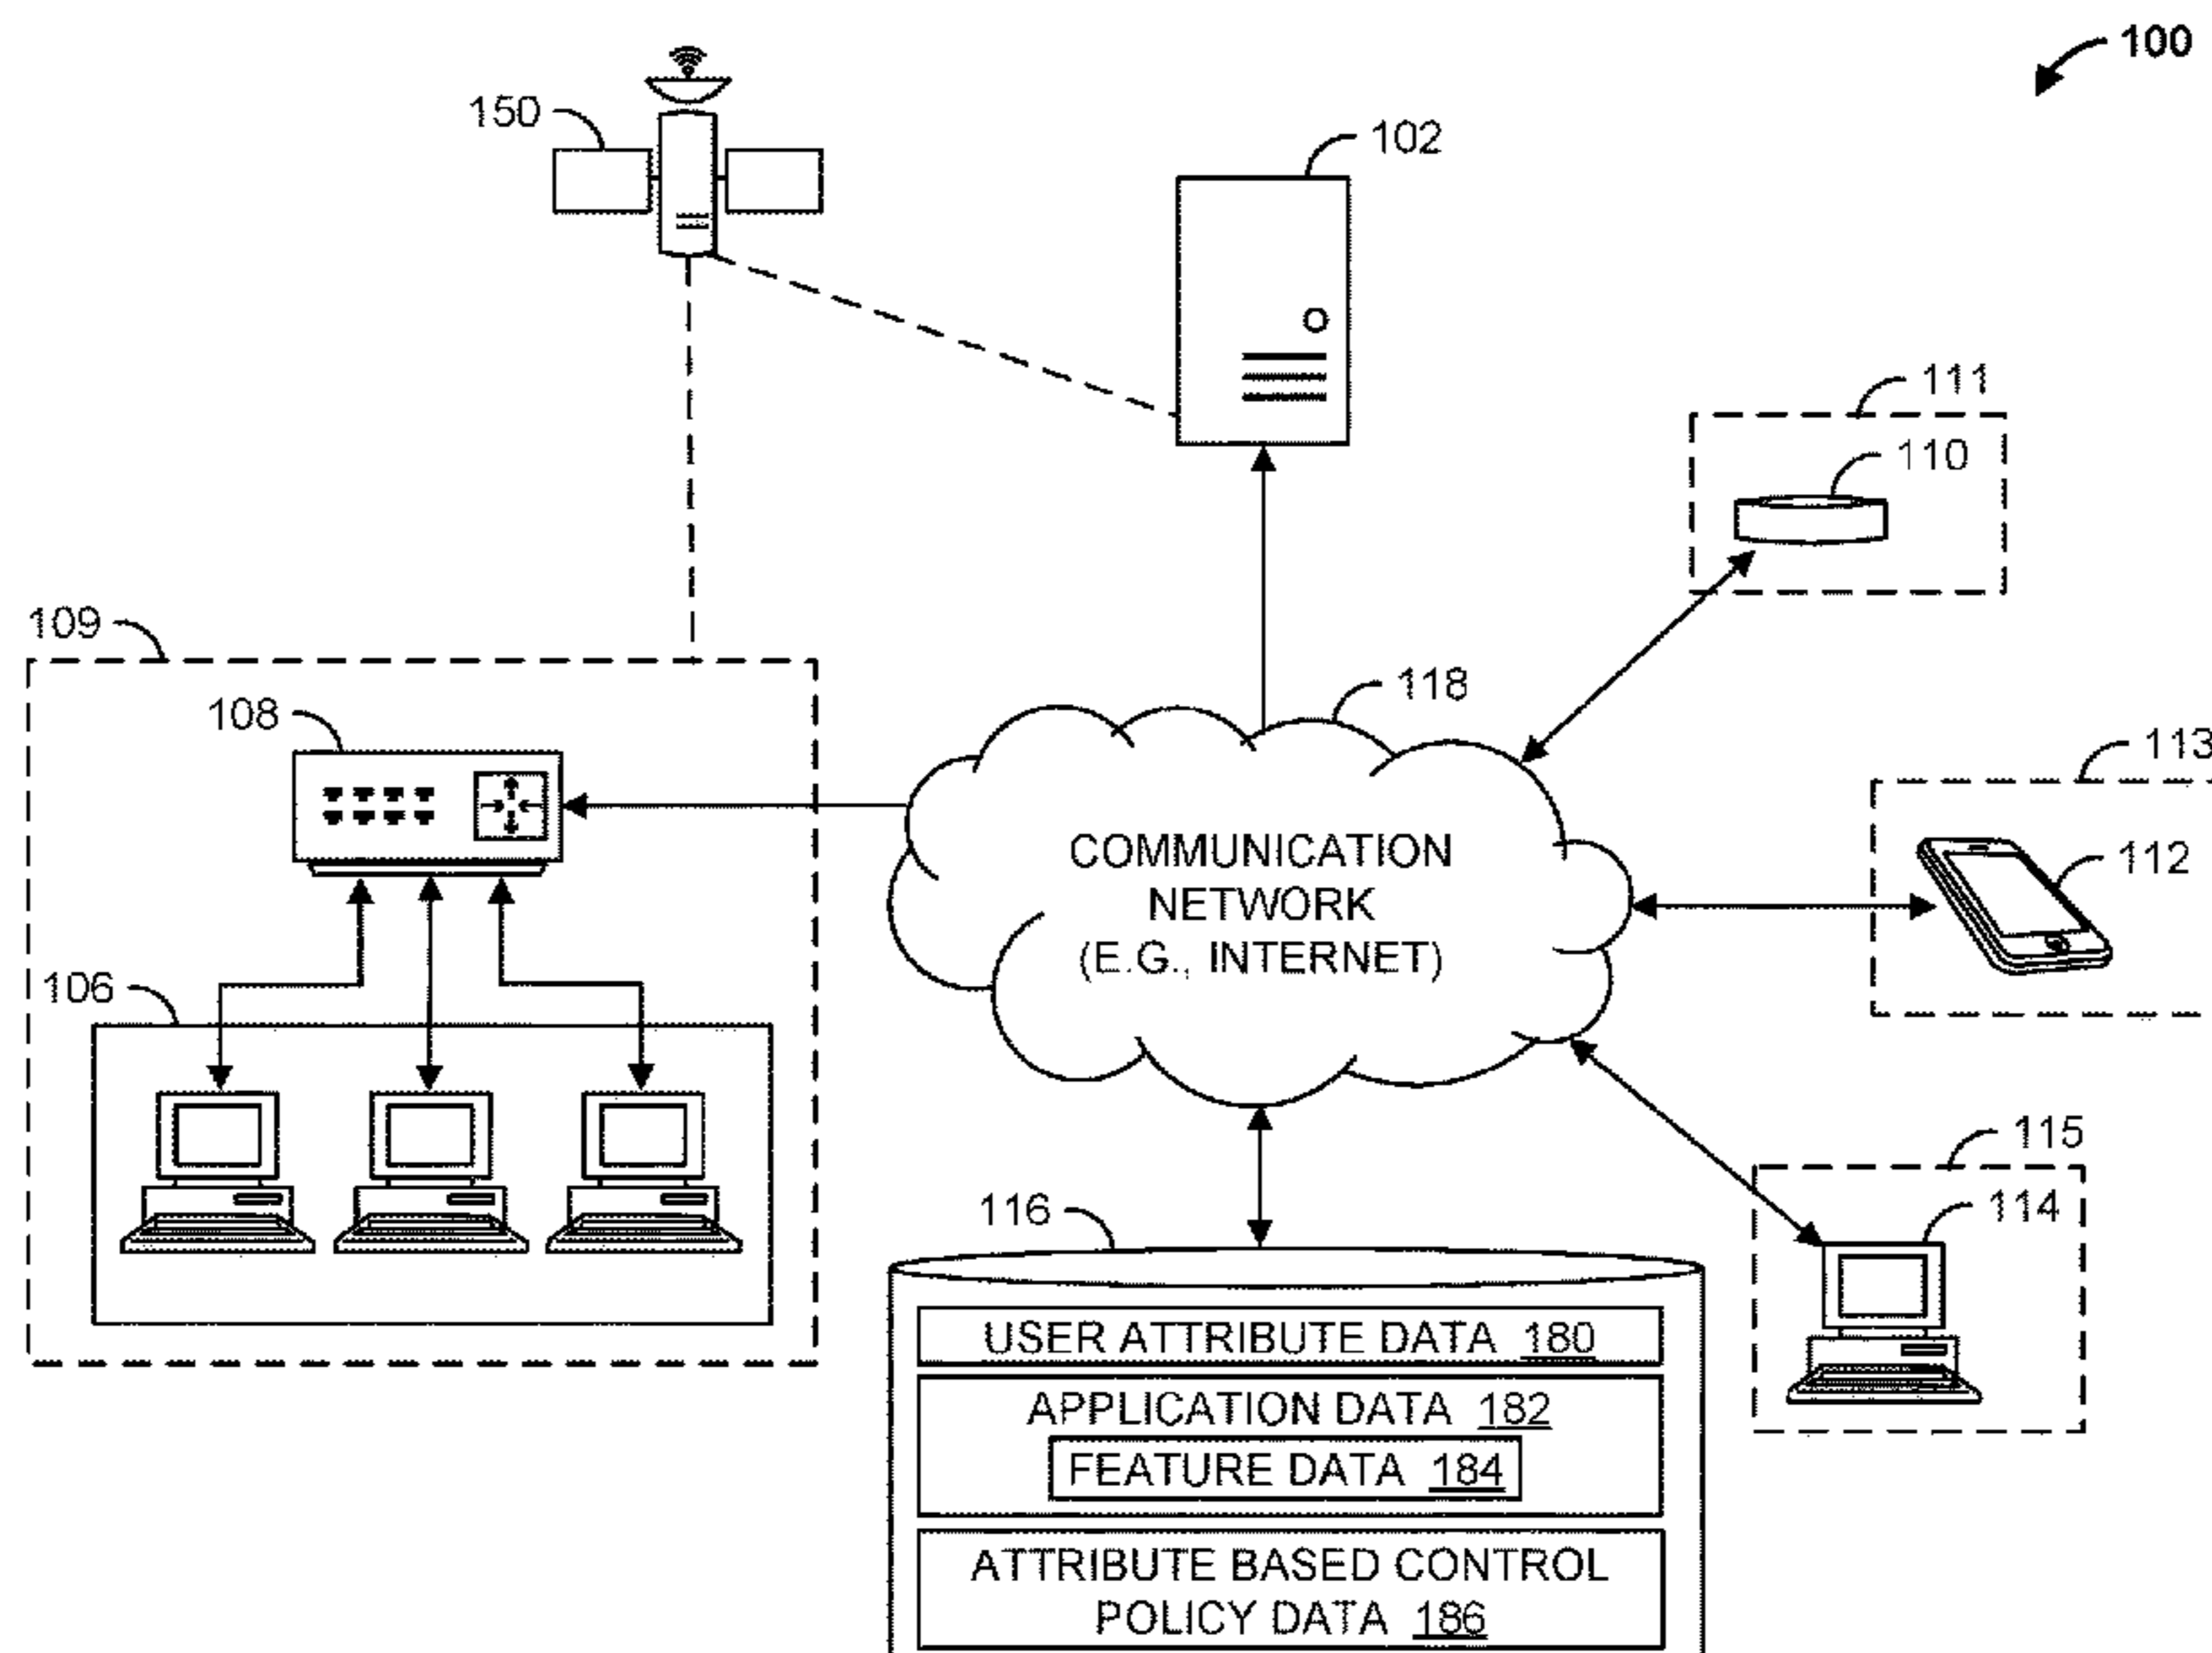 100
150
102
111
110
109
118
108
113
COMMUNICATION
NETWORK
(E.G., INTERNET)
112
106
115
114
116
USER ATTRIBUTE DATA 180
APPLICATION DATA 182
FEATURE DATA 184
ATTRIBUTE BASED CONTROL
POLICY DATA 186